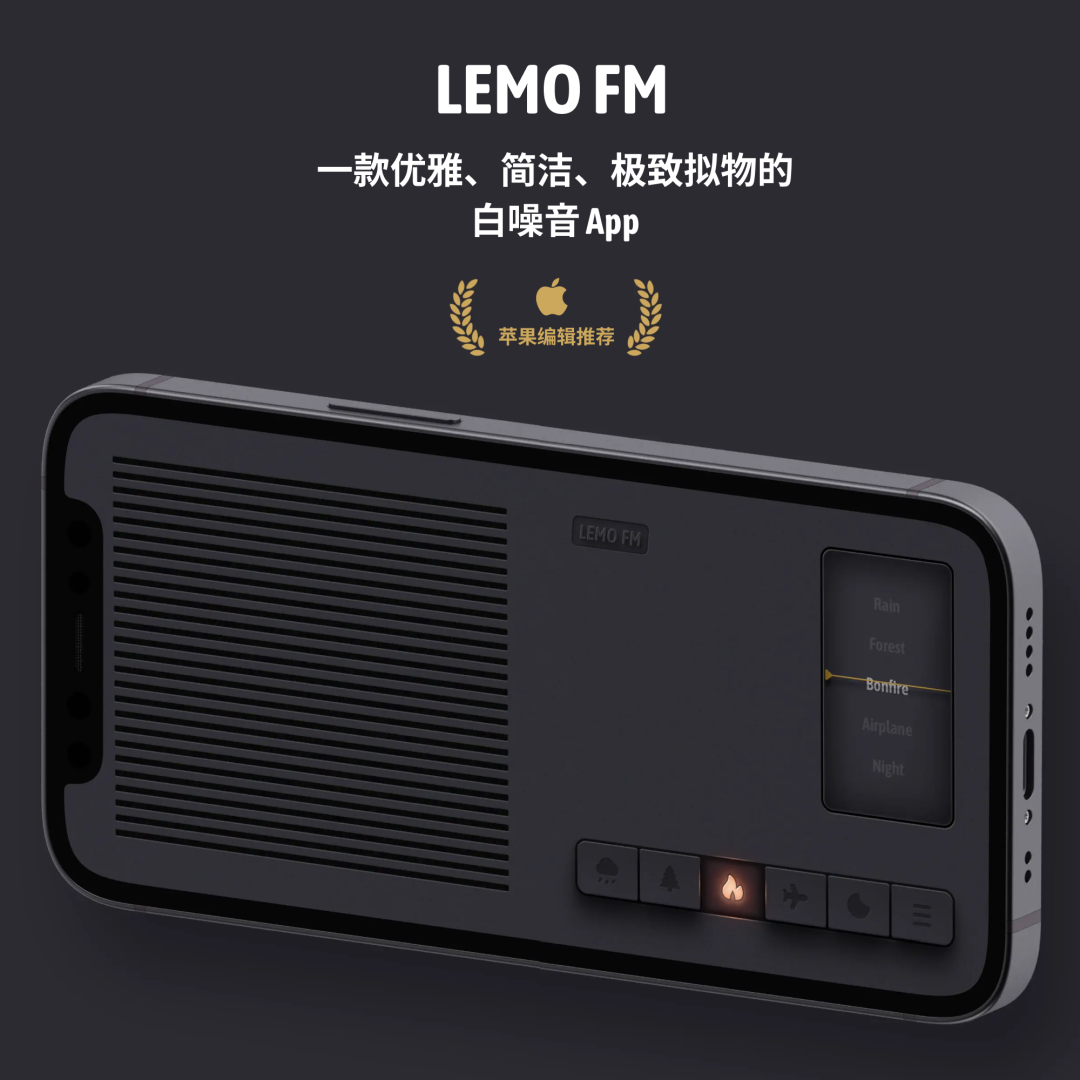 LEMO FM
一款优雅、简洁、极致拟物的
白噪音 App
苹果编辑推荐
LEMO FM
Rain
Forest
Bonfire
Airplane
Night